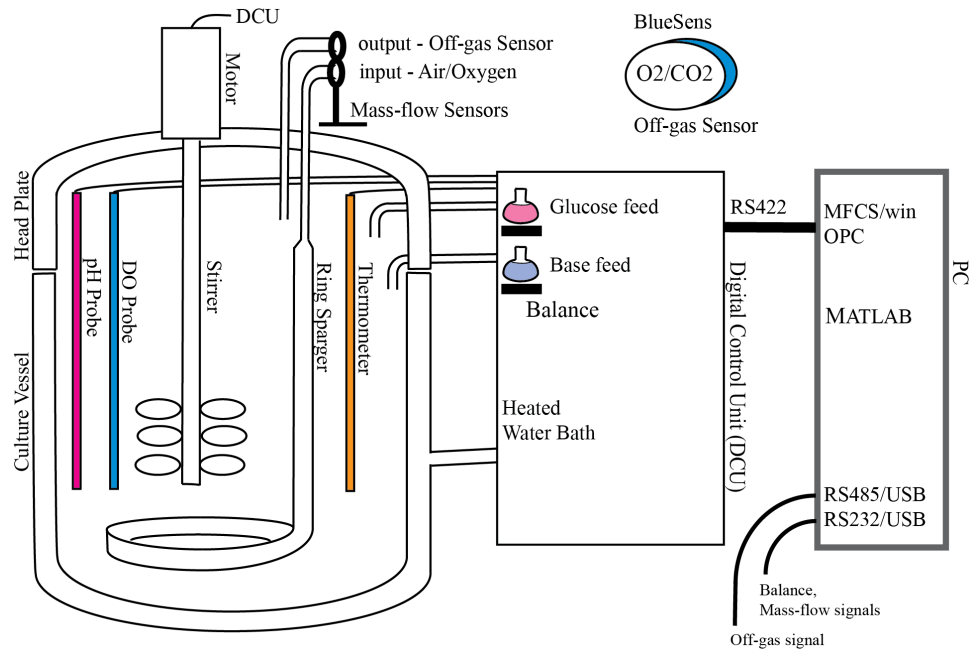 DCU
BlueSens
O2/CO2
Off-gas Sensor
output - Off-gas Sensor
input - Air/Oxygen
Mass-flow Sensors
Motor
Head Plate
Culture Vessel
pH Probe
DO Probe
Stirrer
Ring Sparger
Thermometer
Glucose feed
Base feed
Balance
Heated
Water Bath
Digital Control Unit (DCU)
RS422
MFCS/win
OPC
MATLAB
PC
RS485/USB
RS232/USB
Balance,
Mass-flow signals
Off-gas signal